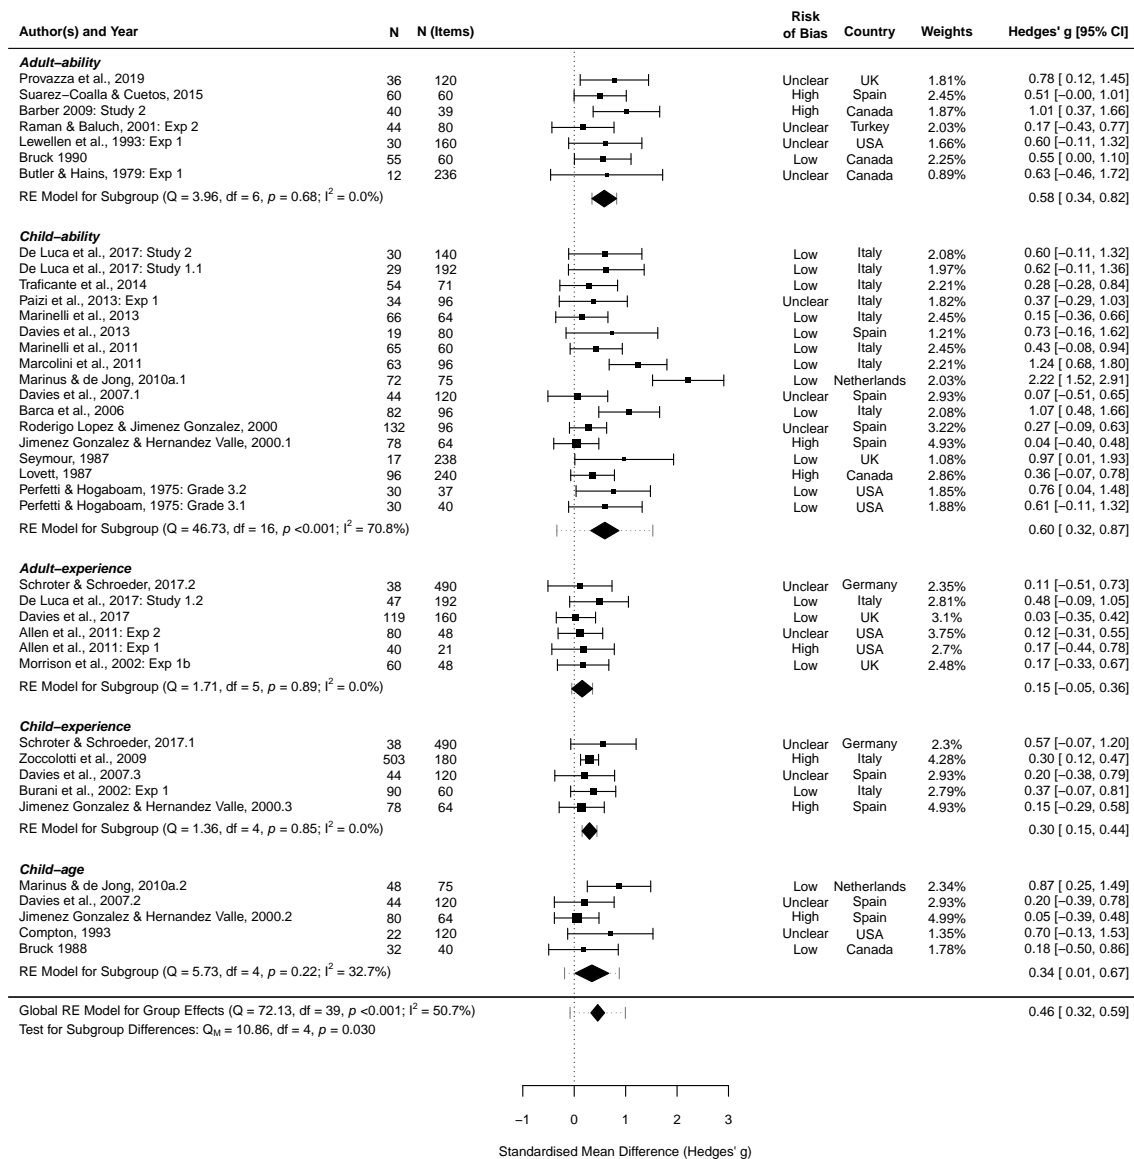 Author(s) and Year N N (Items) Risk of Bias Country Weights Hedges' g [95% CI]
Adult−ability
Provazza et al., 2019 36 120 Unclear UK 1.81% 0.78 [ 0.12, 1.45]
Suarez−Coalla & Cuetos, 2015 60 60 High Spain 2.45% 0.51 [−0.00, 1.01]
Barber 2009: Study 2 40 39 High Canada 1.87% 1.01 [ 0.37, 1.66]
Raman & Baluch, 2001: Exp 2 44 80 Unclear Turkey 2.03% 0.17 [−0.43, 0.77]
Lewellen et al., 1993: Exp 1 30 160 Unclear USA 1.66% 0.60 [−0.11, 1.32]
Bruck 1990 55 60 Low Canada 2.25% 0.55 [ 0.00, 1.10]
Butler & Hains, 1979: Exp 1 12 236 Unclear Canada 0.89% 0.63 [−0.46, 1.72]
RE Model for Subgroup (Q = 3.96, df = 6, p = 0.68; I2 = 0.0%) 0.58 [ 0.34, 0.82]
Child−ability
De Luca et al., 2017: Study 2 30 140 Low Italy 2.08% 0.60 [−0.11, 1.32]
De Luca et al., 2017: Study 1.1 29 192 Low Italy 1.97% 0.62 [−0.11, 1.36]
Traficante et al., 2014 54 71 Low Italy 2.21% 0.28 [−0.28, 0.84]
Paizi et al., 2013: Exp 1 34 96 Unclear Italy 1.82% 0.37 [−0.29, 1.03]
Marinelli et al., 2013 66 64 Low Italy 2.45% 0.15 [−0.36, 0.66]
Davies et al., 2013 19 80 Low Spain 1.21% 0.73 [−0.16, 1.62]
Marinelli et al., 2011 65 60 Low Italy 2.45% 0.43 [−0.08, 0.94]
Marcolini et al., 2011 63 96 Low Italy 2.21% 1.24 [ 0.68, 1.80]
Marinus & de Jong, 2010a.1 72 75 Low Netherlands 2.03% 2.22 [ 1.52, 2.91]
Davies et al., 2007.1 44 120 Unclear Spain 2.93% 0.07 [−0.51, 0.65]
Barca et al., 2006 82 96 Low Italy 2.08% 1.07 [ 0.48, 1.66]
Roderigo Lopez & Jimenez Gonzalez, 2000 132 96 Unclear Spain 3.22% 0.27 [−0.09, 0.63]
Jimenez Gonzalez & Hernandez Valle, 2000.1 78 64 High Spain 4.93% 0.04 [−0.40, 0.48]
Seymour, 1987 17 238 Low UK 1.08% 0.97 [ 0.01, 1.93]
Lovett, 1987 96 240 High Canada 2.86% 0.36 [−0.07, 0.78]
Perfetti & Hogaboam, 1975: Grade 3.2 30 37 Low USA 1.85% 0.76 [ 0.04, 1.48]
Perfetti & Hogaboam, 1975: Grade 3.1 30 40 Low USA 1.88% 0.61 [−0.11, 1.32]
RE Model for Subgroup (Q = 46.73, df = 16, p <0.001; I2 = 70.8%) 0.60 [ 0.32, 0.87]
Adult−experience
Schroter & Schroeder, 2017.2 38 490 Unclear Germany 2.35% 0.11 [−0.51, 0.73]
De Luca et al., 2017: Study 1.2 47 192 Low Italy 2.81% 0.48 [−0.09, 1.05]
Davies et al., 2017 119 160 Low UK 3.1% 0.03 [−0.35, 0.42]
Allen et al., 2011: Exp 2 80 48 Unclear USA 3.75% 0.12 [−0.31, 0.55]
Allen et al., 2011: Exp 1 40 21 High USA 2.7% 0.17 [−0.44, 0.78]
Morrison et al., 2002: Exp 1b 60 48 Low UK 2.48% 0.17 [−0.33, 0.67]
RE Model for Subgroup (Q = 1.71, df = 5, p = 0.89; I2 = 0.0%) 0.15 [−0.05, 0.36]
Child−experience
Schroter & Schroeder, 2017.1 38 490 Unclear Germany 2.3% 0.57 [−0.07, 1.20]
Zoccolotti et al., 2009 503 180 High Italy 4.28% 0.30 [ 0.12, 0.47]
Davies et al., 2007.3 44 120 Unclear Spain 2.93% 0.20 [−0.38, 0.79]
Burani et al., 2002: Exp 1 90 60 Low Italy 2.79% 0.37 [−0.07, 0.81]
Jimenez Gonzalez & Hernandez Valle, 2000.3 78 64 High Spain 4.93% 0.15 [−0.29, 0.58]
RE Model for Subgroup (Q = 1.36, df = 4, p = 0.85; I2 = 0.0%) 0.30 [ 0.15, 0.44]
Child−age
Marinus & de Jong, 2010a.2 48 75 Low Netherlands 2.34% 0.87 [ 0.25, 1.49]
Davies et al., 2007.2 44 120 Unclear Spain 2.93% 0.20 [−0.39, 0.78]
Jimenez Gonzalez & Hernandez Valle, 2000.2 80 64 High Spain 4.99% 0.05 [−0.39, 0.48]
Compton, 1993 22 120 Unclear USA 1.35% 0.70 [−0.13, 1.53]
Bruck 1988 32 40 Low Canada 1.78% 0.18 [−0.50, 0.86]
RE Model for Subgroup (Q = 5.73, df = 4, p = 0.22; I2 = 32.7%) 0.34 [ 0.01, 0.67]
Global RE Model for Group Effects (Q = 72.13, df = 39, p <0.001; I2 = 50.7%) 0.46 [ 0.32, 0.59]
Test for Subgroup Differences: QM = 10.86, df = 4, p = 0.030
−1 0 1 2 3
Standardised Mean Difference (Hedges' g)